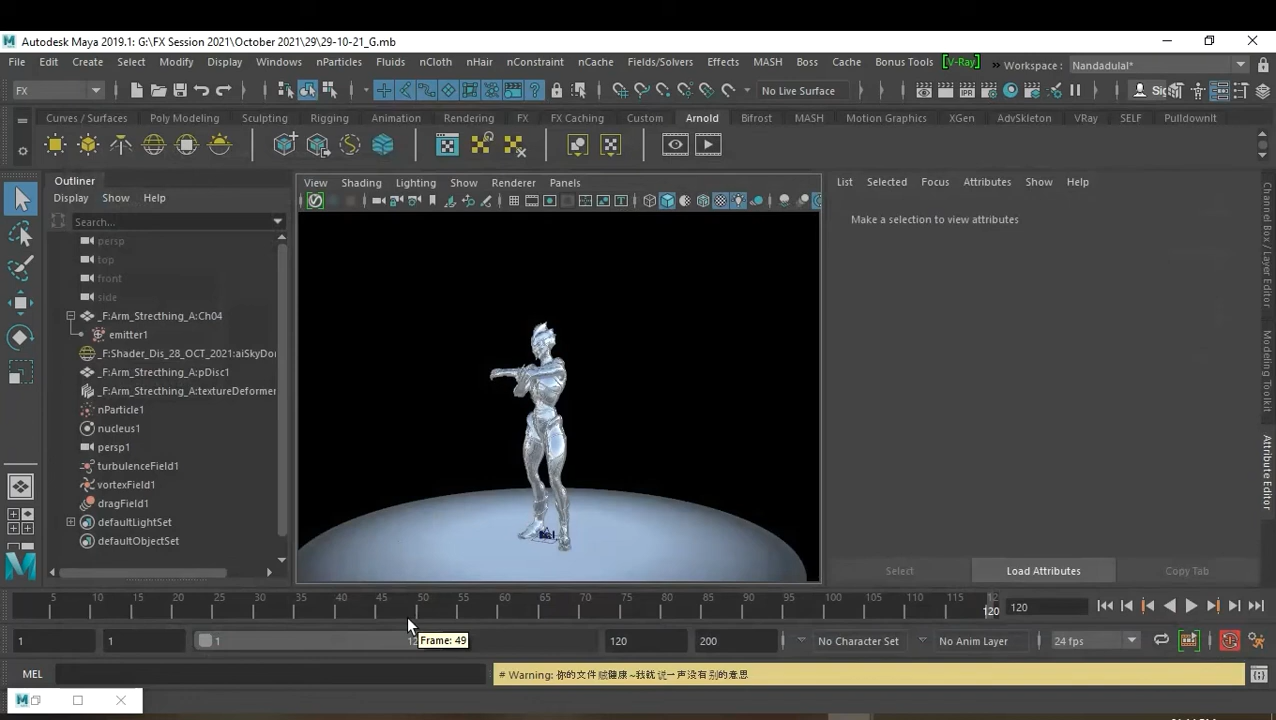 Autodesk Maya 2019.1: G:\FX Session 2021\October 2021\29\29-10-21_G.mb
File Edit Create Select Modify Display Windows nParticles Fluids nCloth nHair nConstraint nCache Fields/Solvers Effects MASH Boss Cache Bonus Tools [V-Ray] » Workspace: Nandadulal*
FX No Live Surface Sig
Curves / Surfaces Poly Modeling Sculpting Rigging Animation Rendering FX FX Caching Custom Arnold Bifrost MASH Motion Graphics XGen AdvSkeleton VRay SELF PulldownIt
Outliner
Display Show Help
Search...
persp
top
front
side
_F:Arm_Strecthing_A:Ch04
emitter1
_F:Shader_Dis_28_OCT_2021:aiSkyDo
_F:Arm_Strecthing_A:pDisc1
_F:Arm_Strecthing_A:textureDeformer
nParticle1
nucleus1
persp1
turbulenceField1
vortexField1
dragField1
defaultLightSet
defaultObjectSet
View Shading Lighting Show Renderer Panels
List Selected Focus Attributes Show Help
Make a selection to view attributes
Select Load Attributes Copy Tab
Channel Box / Layer Editor
Modeling Toolkit
Attribute Editor
5 10 15 20 25 30 35 40 45 50 55 60 65 70 75 80 85 90 95 100 105 110 115 12
120 120
Frame: 49
1 1 1 12 120 200 No Character Set No Anim Layer 24 fps
MEL # Warning: 你的文件贼健康~我就说一声没有别的意思